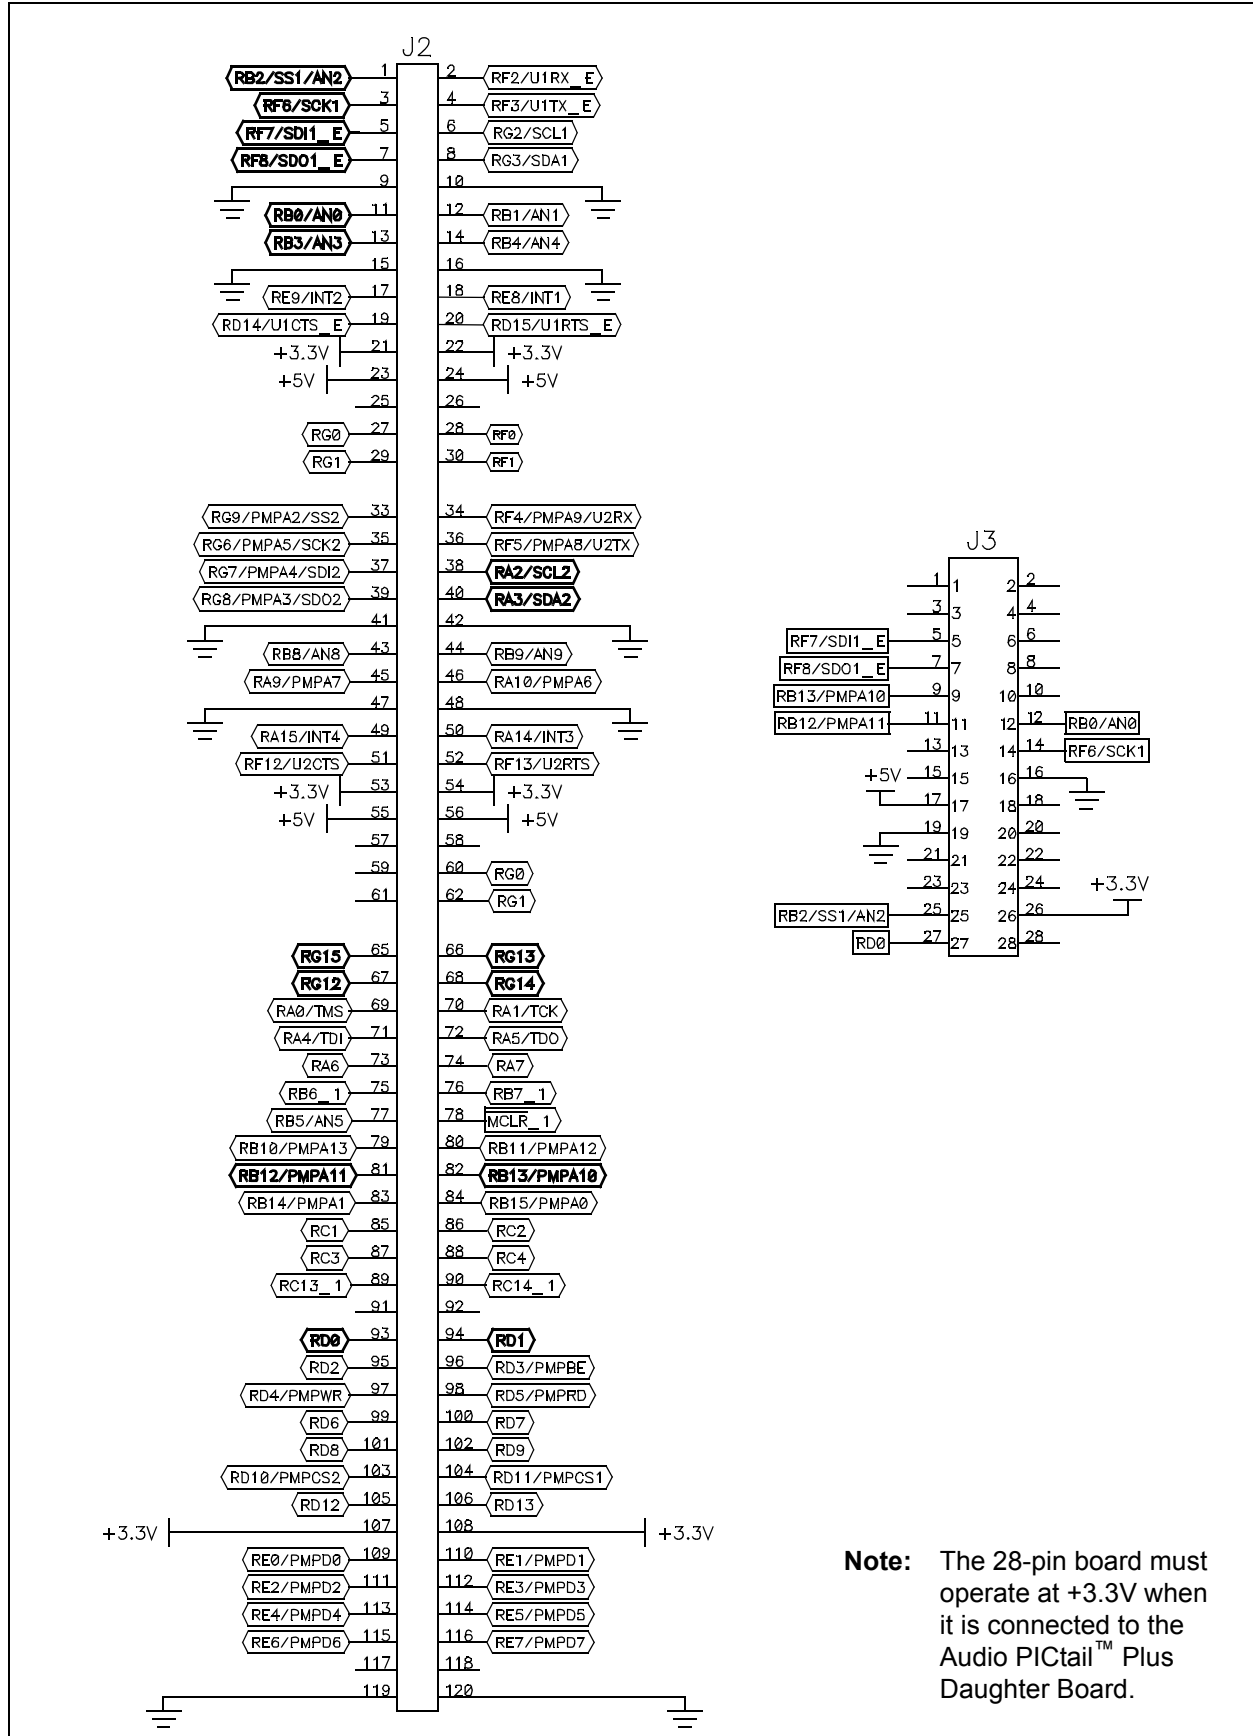 J2
RB2/SS1/AN2 1 2 RF2/U1RX_E
RF6/SCK1 3 4 RF3/U1TX_E
RF7/SDI1_E 5 6 RG2/SCL1
RF8/SDO1_E 7 8 RG3/SDA1
9 10
RB0/AN0 11 12 RB1/AN1
RB3/AN3 13 14 RB4/AN4
15 16
RE9/INT2 17 18 RE8/INT1
RD14/U1CTS_E 19 20 RD15/U1RTS_E
+3.3V 21 22 +3.3V
+5V 23 24 +5V
25 26
RG0 27 28 RF0
RG1 29 30 RF1
RG9/PMPA2/SS2 33 34 RF4/PMPA9/U2RX
RG6/PMPA5/SCK2 35 36 RF5/PMPA8/U2TX
RG7/PMPA4/SDI2 37 38 RA2/SCL2
RG8/PMPA3/SDO2 39 40 RA3/SDA2
41 42
RB8/AN8 43 44 RB9/AN9
RA9/PMPA7 45 46 RA10/PMPA6
47 48
RA15/INT4 49 50 RA14/INT3
RF12/U2CTS 51 52 RF13/U2RTS
+3.3V 53 54 +3.3V
+5V 55 56 +5V
57 58
59 60 RG0
61 62 RG1
RG15 65 66 RG13
RG12 67 68 RG14
RA0/TMS 69 70 RA1/TCK
RA4/TDI 71 72 RA5/TDO
RA6 73 74 RA7
RB6_1 75 76 RB7_1
RB5/AN5 77 78 MCLR_1
RB10/PMPA13 79 80 RB11/PMPA12
RB12/PMPA11 81 82 RB13/PMPA10
RB14/PMPA1 83 84 RB15/PMPA0
RC1 85 86 RC2
RC3 87 88 RC4
RC13_1 89 90 RC14_1
91 92
RD0 93 94 RD1
RD2 95 96 RD3/PMPBE
RD4/PMPWR 97 98 RD5/PMPRD
RD6 99 100 RD7
RD8 101 102 RD9
RD10/PMPCS2 103 104 RD11/PMPCS1
RD12 105 106 RD13
+3.3V 107 108 +3.3V
RE0/PMPD0 109 110 RE1/PMPD1
RE2/PMPD2 111 112 RE3/PMPD3
RE4/PMPD4 113 114 RE5/PMPD5
RE6/PMPD6 115 116 RE7/PMPD7
117 118
119 120
J3
1 1 2 2
3 3 4 4
RF7/SDI1_E 5 5 6 6
RF8/SDO1_E 7 7 8 8
RB13/PMPA10 9 9 10 10
RB12/PMPA11 11 11 12 12 RB0/AN0
13 13 14 14 RF6/SCK1
+5V 15 15 16 16
17 17 18 18
19 19 20 20
21 21 22 22
23 23 24 24 +3.3V
RB2/SS1/AN2 25 25 26 26
RD0 27 27 28 28
Note: The 28-pin board must
operate at +3.3V when
it is connected to the
Audio PICtail™ Plus
Daughter Board.